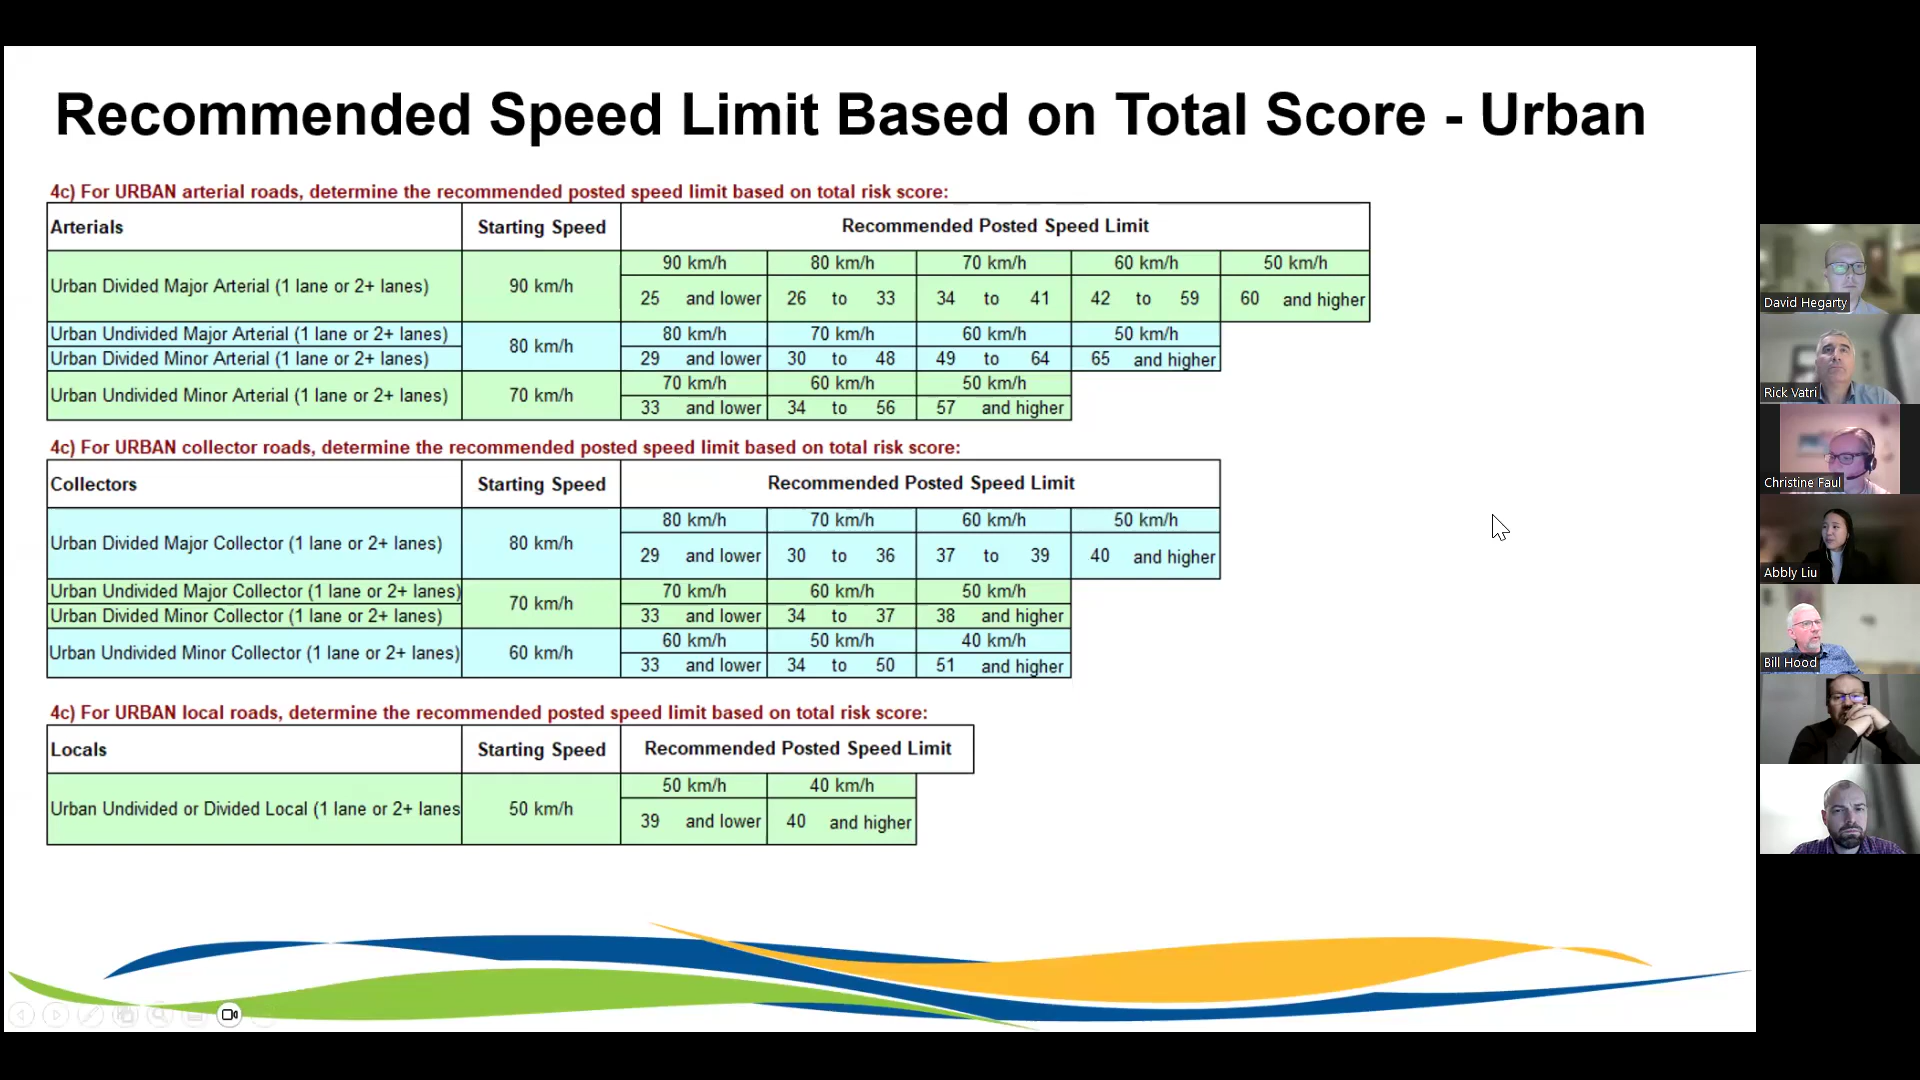 Recommended Speed Limit Based on Total Score - Urban
4c) For URBAN arterial roads, determine the recommended posted speed limit based on total risk score:
Arterials Starting Speed Recommended Posted Speed Limit
90 km/h 80 km/h 70 km/h 60 km/h 50 km/h
Urban Divided Major Arterial (1 lane or 2+ lanes) 90 km/h
25 and lower 26 to 33 34 to 41 42 to 59 60 and higher
Urban Undivided Major Arterial (1 lane or 2+ lanes) 80 km/h 70 km/h 60 km/h 50 km/h
80 km/h
Urban Divided Minor Arterial (1 lane or 2+ lanes) 29 and lower 30 to 48 49 to 64 65 and higher
70 km/h 60 km/h 50 km/h
Urban Undivided Minor Arterial (1 lane or 2+ lanes) 70 km/h
33 and lower 34 to 56 57 and higher
4c) For URBAN collector roads, determine the recommended posted speed limit based on total risk score:
Collectors Starting Speed Recommended Posted Speed Limit
80 km/h 70 km/h 60 km/h 50 km/h
Urban Divided Major Collector (1 lane or 2+ lanes) 80 km/h
29 and lower 30 to 36 37 to 39 40 and higher
Urban Undivided Major Collector (1 lane or 2+ lanes) 70 km/h 60 km/h 50 km/h
70 km/h
Urban Divided Minor Collector (1 lane or 2+ lanes) 33 and lower 34 to 37 38 and higher
60 km/h 50 km/h 40 km/h
Urban Undivided Minor Collector (1 lane or 2+ lanes) 60 km/h
33 and lower 34 to 50 51 and higher
4c) For URBAN local roads, determine the recommended posted speed limit based on total risk score:
Locals Starting Speed Recommended Posted Speed Limit
50 km/h 40 km/h
Urban Undivided or Divided Local (1 lane or 2+ lanes 50 km/h
39 and lower 40 and higher
David Hegarty
Rick Vatri
Christine Faul
Abbly Liu
Bill Hood